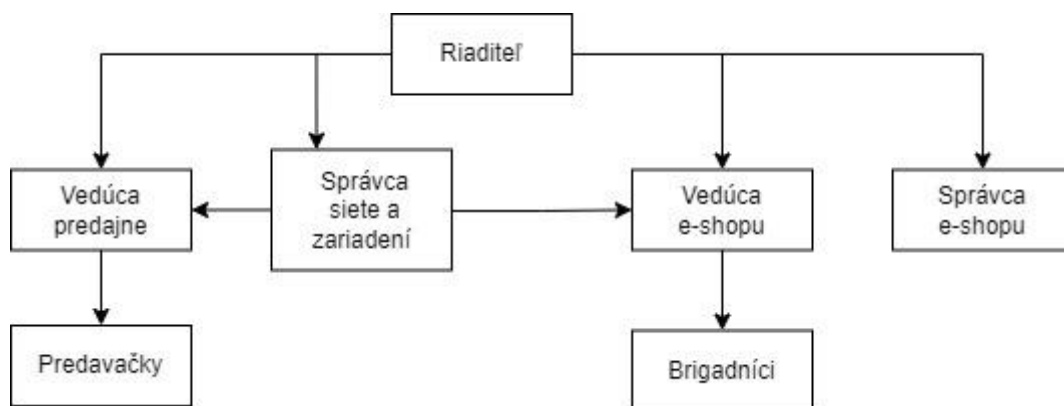 Riaditeľ
Vedúca
predajne
Správca
siete a
zariadení
Vedúca
e-shopu
Správca
e-shopu
Predavačky
Brigadníci